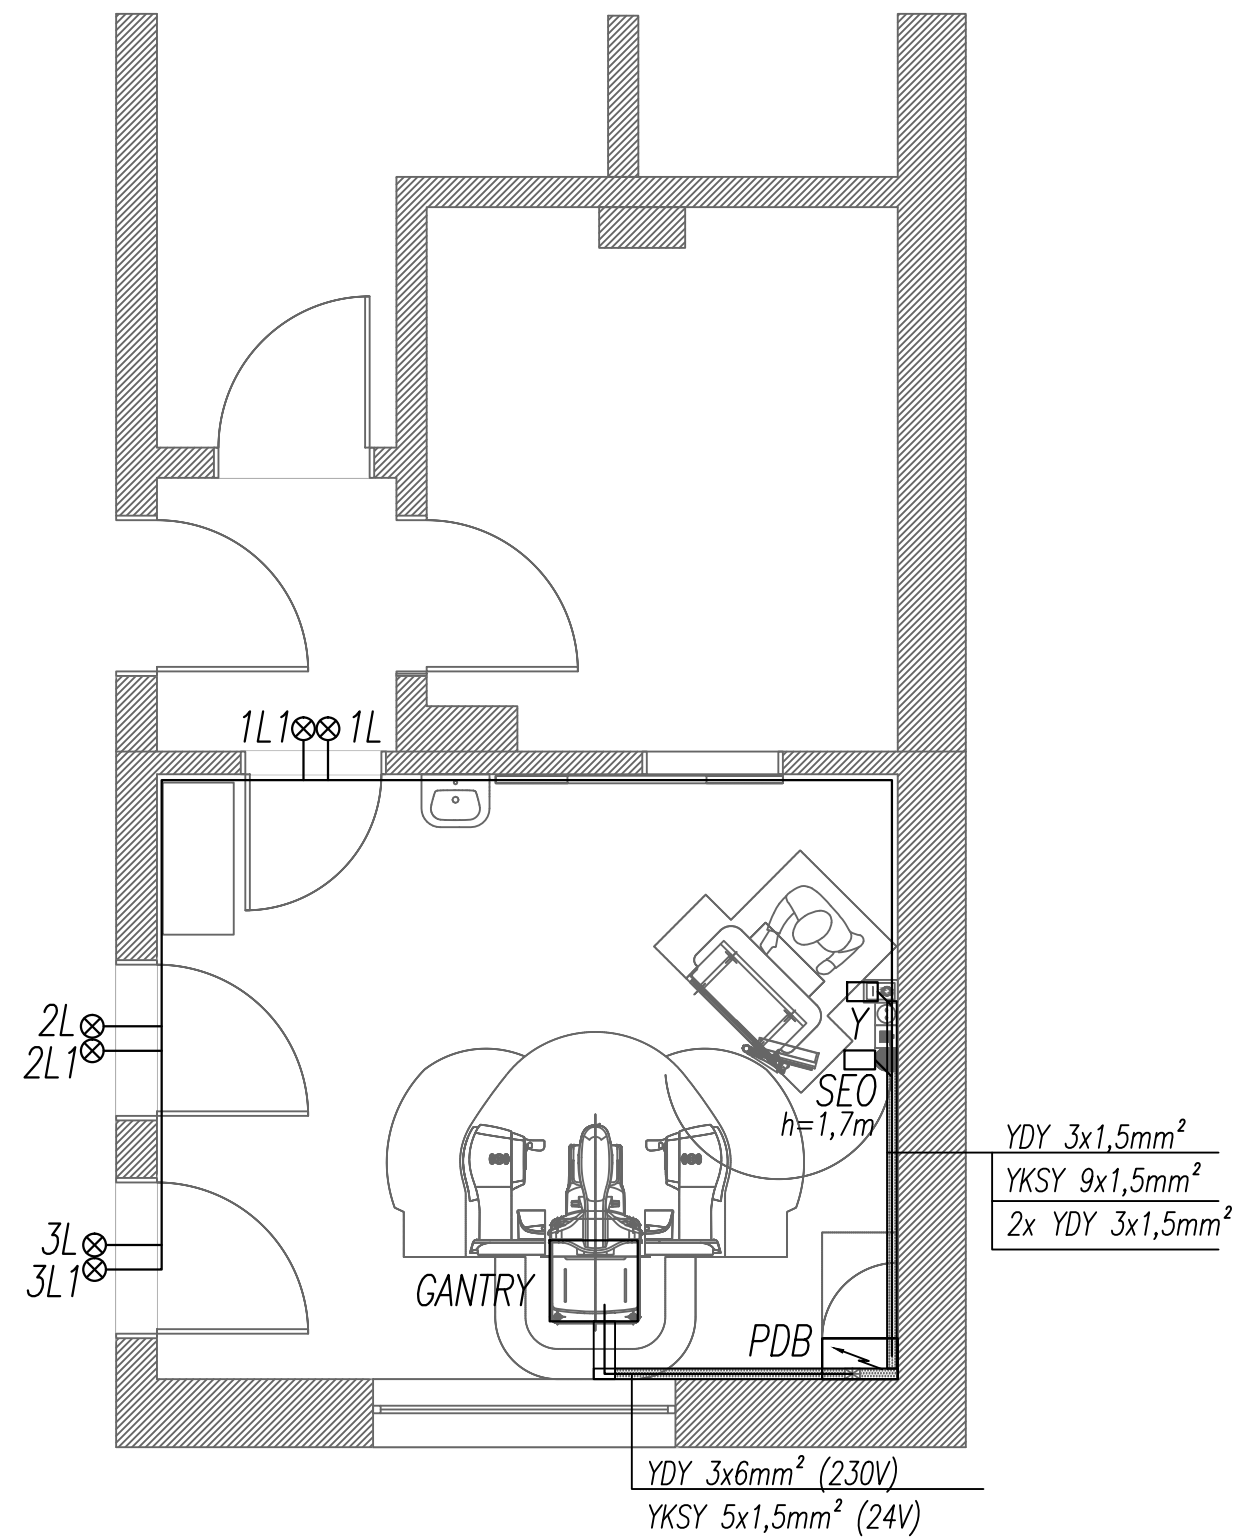 1L1
1L
2L
2L1
Y
SEO
h=1,7m
YDY 3x1,5mm²
YKSY 9x1,5mm²
2x YDY 3x1,5mm²
3L
3L1
GANTRY
PDB
YDY 3x6mm² (230V)
YKSY 5x1,5mm² (24V)